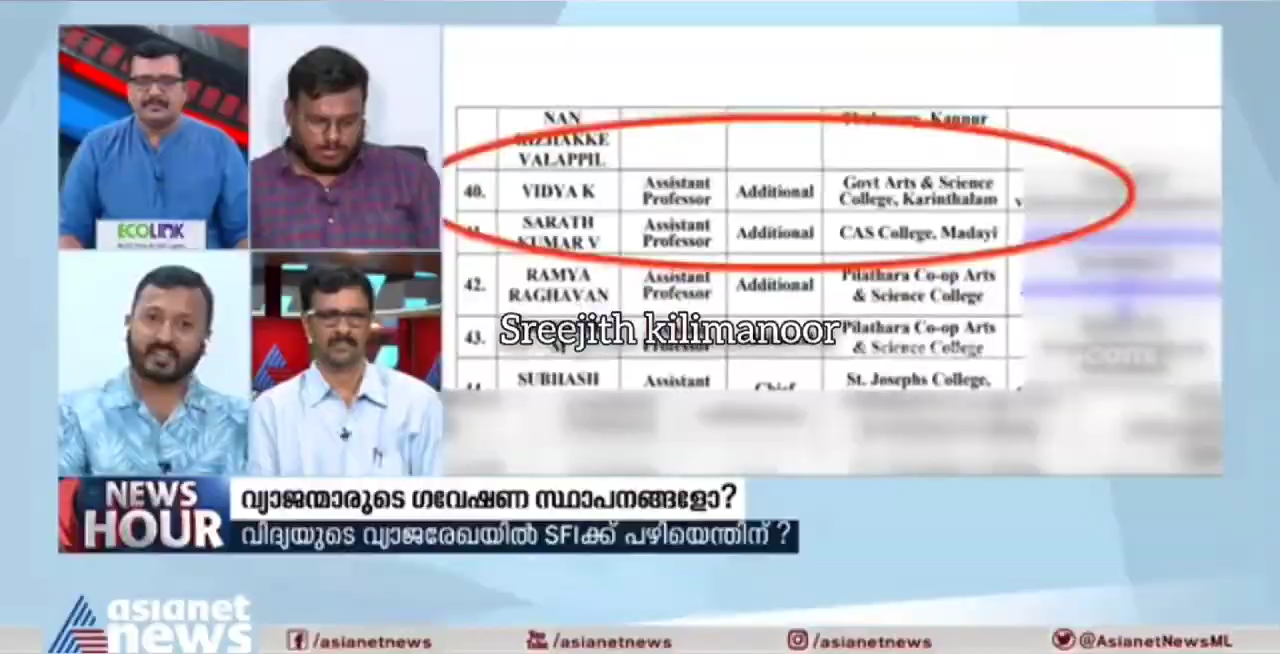 ECOLINK
NAN
KIZHAKKE
VALAPPIL
Kannur
40.
VIDYA K
Assistant
Professor
Additional
Govt Arts & Science
College, Karinthalam
SARATH
KUMAR V
Assistant
Professor
Additional
CAS College, Madayi
42.
RAMYA
RAGHAVAN
Assistant
Professor
Additional
Pilathara Co-op Arts
& Science College
43.
Professor
Pilathara Co-op Arts
& Science College
Sreejith kilimanoor
SUBHASH
Assistant
Chief
St. Josephs College,
NEWS
HOUR
വ്യാജന്മാരുടെ ഗവേഷണ സ്ഥാപനങ്ങളോ?
വിദ്യയുടെ വ്യാജരേഖയിൽ SFIക്ക് പഴിയെന്തിന് ?
asianet
news
/asianetnews
/asianetnews
/asianetnews
@AsianetNewsML